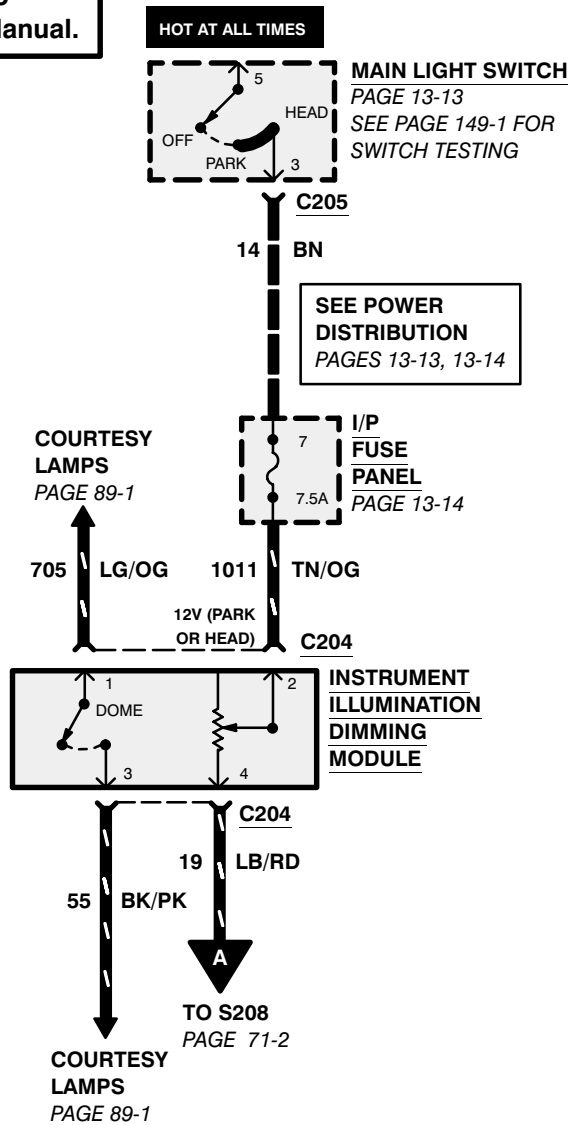 Manual.
HOT AT ALL TIMES
5
HEAD
OFF
PARK
3
MAIN LIGHT SWITCH
PAGE 13-13
SEE PAGE 149-1 FOR
SWITCH TESTING
C205
14 BN
SEE POWER
DISTRIBUTION
PAGES 13-13, 13-14
COURTESY
LAMPS
PAGE 89-1
7
7.5A
I/P
FUSE
PANEL
PAGE 13-14
705 LG/OG
1011 TN/OG
12V (PARK
OR HEAD)
C204
1
DOME
3
2
4
INSTRUMENT
ILLUMINATION
DIMMING
MODULE
C204
19 LB/RD
55 BK/PK
A
TO S208
PAGE 71-2
COURTESY
LAMPS
PAGE 89-1